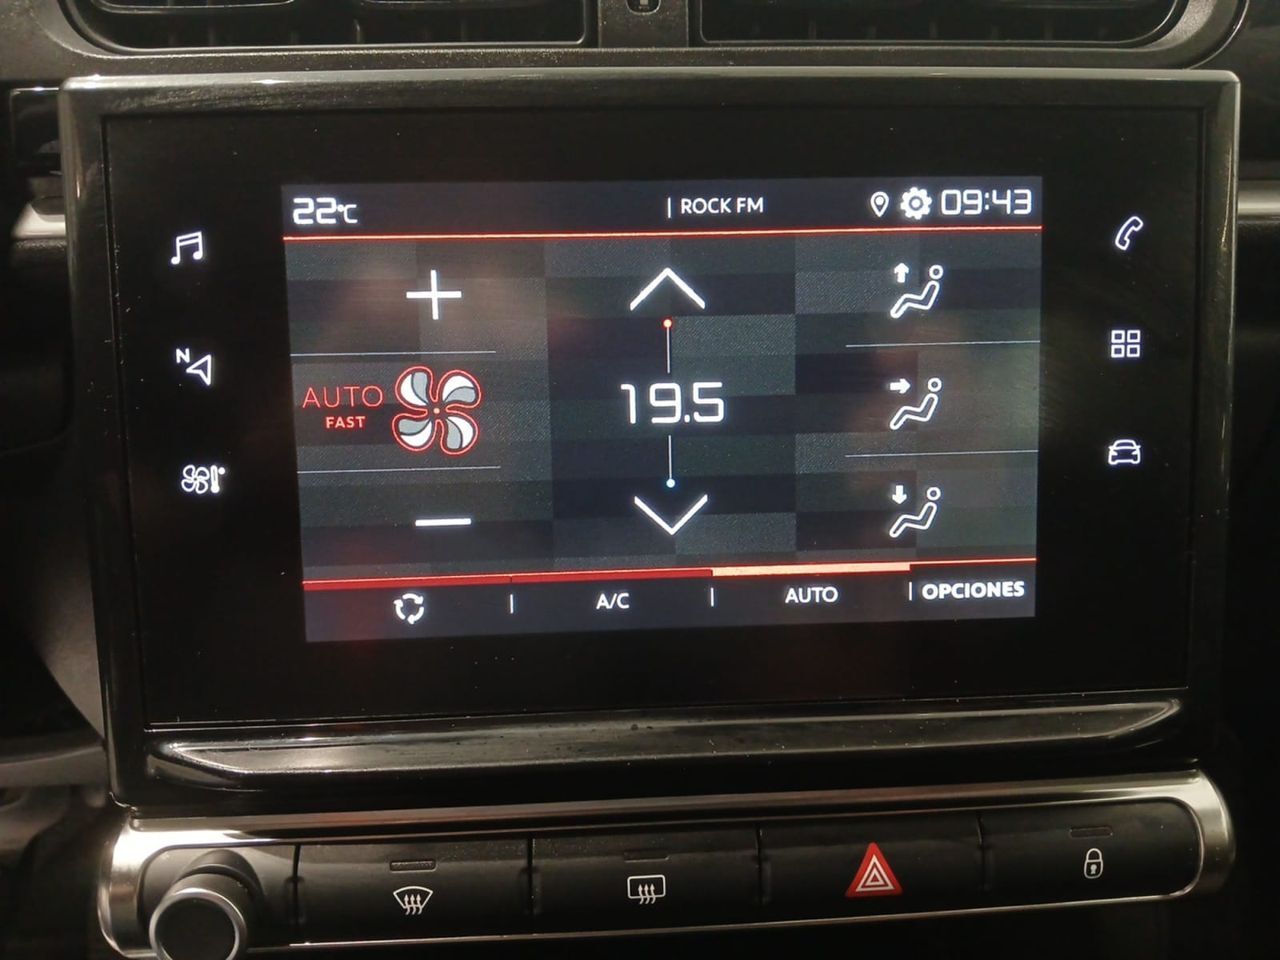 22°C
| ROCK FM
09:43
N
AUTO
FAST
19.5
A/C
AUTO
OPCIONES